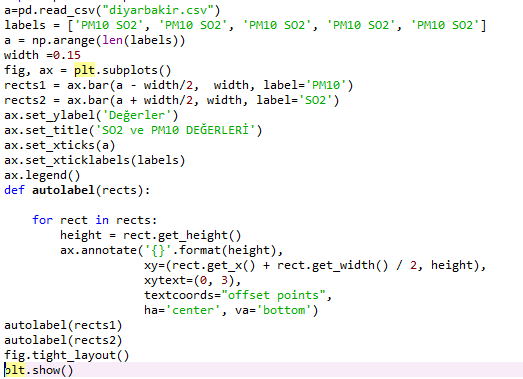 a=pd.read_csv("diyarbakir.csv")
labels = ['PM10 SO2', 'PM10 SO2', 'PM10 SO2', 'PM10 SO2', 'PM10 SO2']
a = np.arange(len(labels))
width =0.15
fig, ax = plt.subplots()
rects1 = ax.bar(a - width/2,  width, label='PM10')
rects2 = ax.bar(a + width/2, width, label='SO2')
ax.set_ylabel('Değerler')
ax.set_title('SO2 ve PM10 DEĞERLERİ')
ax.set_xticks(a)
ax.set_xticklabels(labels)
ax.legend()
def autolabel(rects):

    for rect in rects:
        height = rect.get_height()
        ax.annotate('{}'.format(height),
                    xy=(rect.get_x() + rect.get_width() / 2, height),
                    xytext=(0, 3),
                    textcoords="offset points",
                    ha='center', va='bottom')
autolabel(rects1)
autolabel(rects2)
fig.tight_layout()
plt.show()